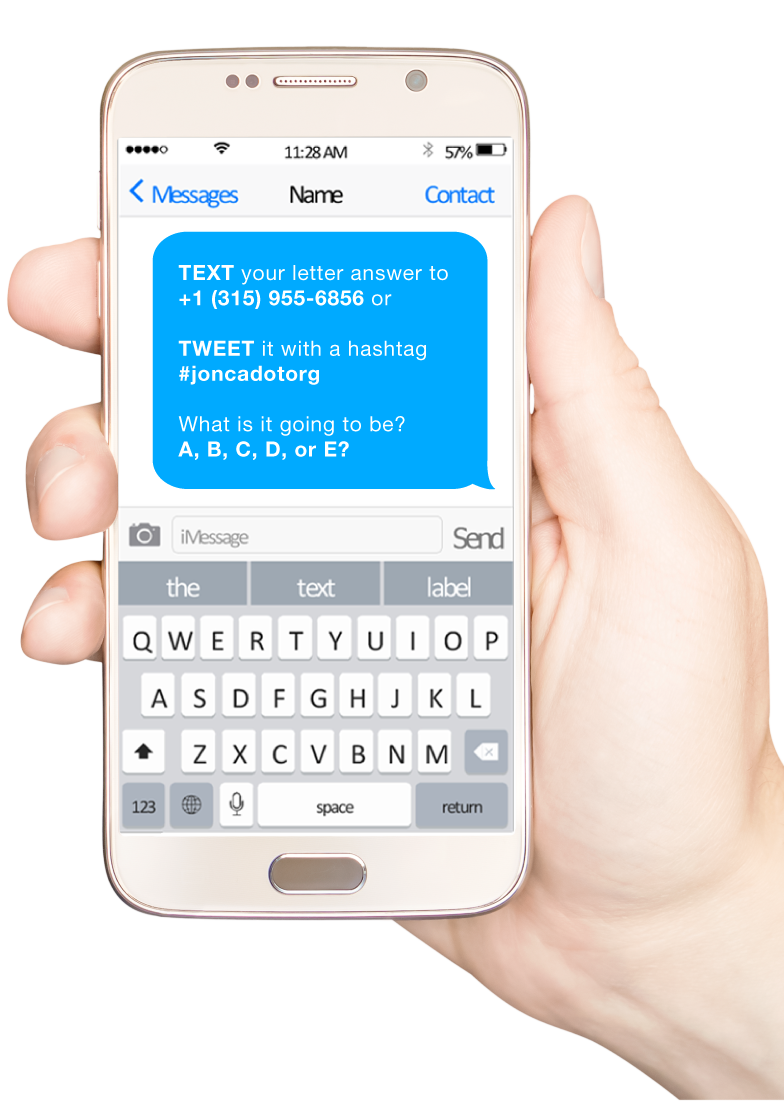 11:28 AM 57%
Messages Name Contact
TEXT your letter answer to
+1 (315) 955-6856 or
TWEET it with a hashtag
#joncadotorg
What is it going to be?
A, B, C, D, or E?
iMessage Send
the text label
Q W E R T Y U I O P
A S D F G H J K L
Z X C V B N M
123 space return